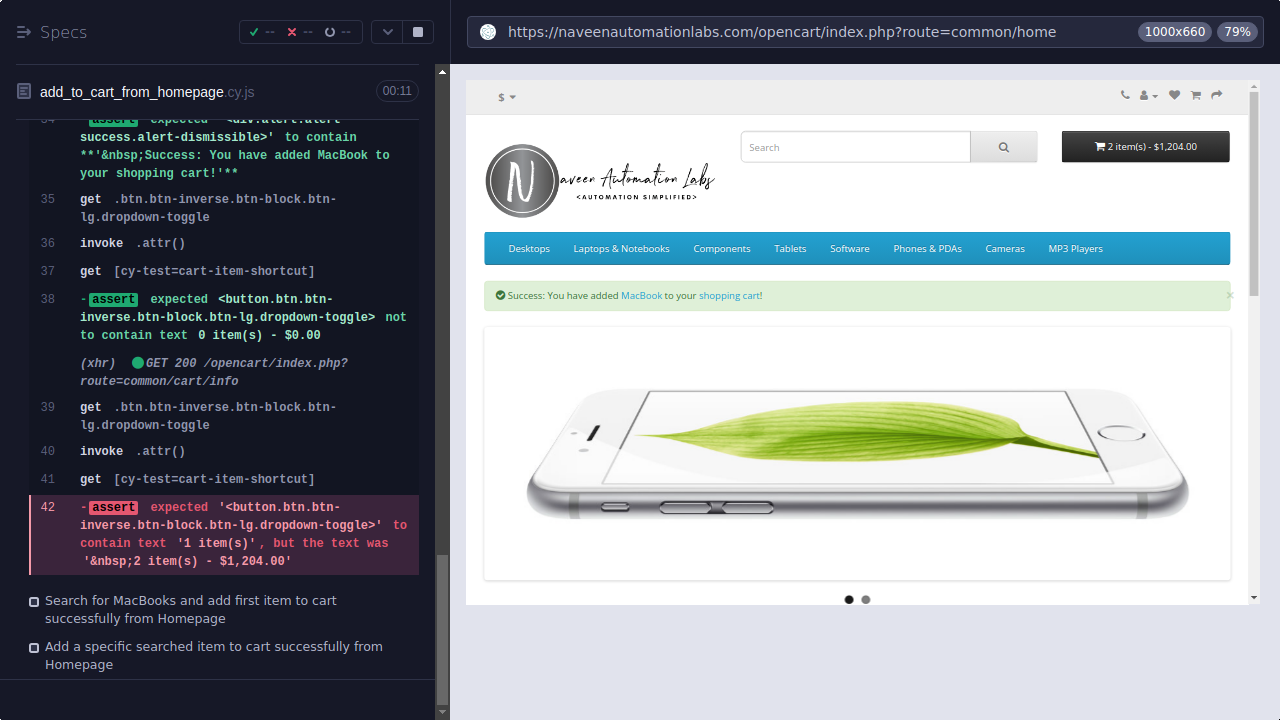 Specs
-- -- --
https://naveenautomationlabs.com/opencart/index.php?route=common/home
1000x660
79%
add_to_cart_from_homepage.cy.js
00:11
34 -assert expected '<div.alert.alert-
success.alert-dismissible>' to contain
**'&nbsp;Success: You have added MacBook to
your shopping cart!'**
35 get .btn.btn-inverse.btn-block.btn-
lg.dropdown-toggle
36 invoke .attr()
37 get [cy-test=cart-item-shortcut]
38 -assert expected <button.btn.btn-
inverse.btn-block.btn-lg.dropdown-toggle> not
to contain text 0 item(s) - $0.00
(xhr) GET 200 /opencart/index.php?
route=common/cart/info
39 get .btn.btn-inverse.btn-block.btn-
lg.dropdown-toggle
40 invoke .attr()
41 get [cy-test=cart-item-shortcut]
42 -assert expected '<button.btn.btn-
inverse.btn-block.btn-lg.dropdown-toggle>' to
contain text '1 item(s)', but the text was
'&nbsp;2 item(s) - $1,204.00'
Search for MacBooks and add first item to cart
successfully from Homepage
Add a specific searched item to cart successfully from
Homepage
$
Naveen Automation Labs
<AUTOMATION SIMPLIFIED>
Search
2 item(s) - $1,204.00
Desktops Laptops & Notebooks Components Tablets Software Phones & PDAs Cameras MP3 Players
Success: You have added MacBook to your shopping cart!
×